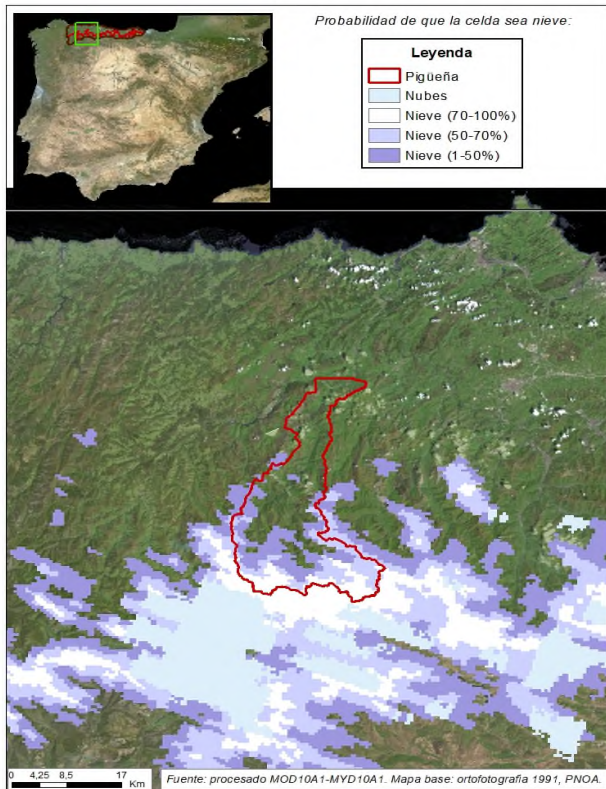 Probabilidad de que la celda sea nieve:
Leyenda
Pigüeña
Nubes
Nieve (70-100%)
Nieve (50-70%)
Nieve (1-50%)
0 4,25 8,5 17
Km
Fuente: procesado MOD10A1-MYD10A1. Mapa base: ortofotografia 1991, PNOA.